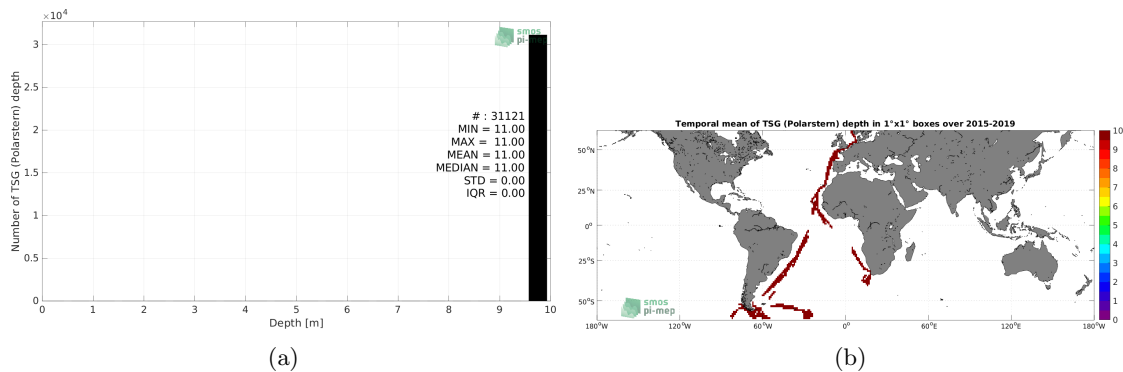 ×10⁴
3
2.5
2
1.5
1
0.5
0
Number of TSG (Polarstern) depth
smos
pi-mep
# : 31121
MIN = 11.00
MAX = 11.00
MEAN = 11.00
MEDIAN = 11.00
STD = 0.00
IQR = 0.00
0 1 2 3 4 5 6 7 8 9 10
Depth [m]
(a)
Temporal mean of TSG (Polarstern) depth in 1°x1° boxes over 2015-2019
50°N
25°N
0°
25°S
50°S
smos
pi-mep
180°W 120°W 60°W 0° 60°E 120°E 180°W
10
9
8
7
6
5
4
3
2
1
0
(b)